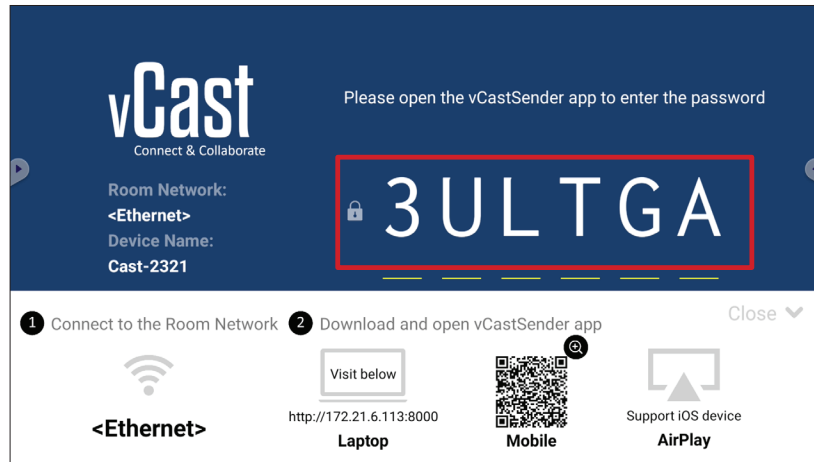 vCast
Connect & Collaborate
Please open the vCastSender app to enter the password
Room Network:
<Ethernet>
Device Name:
Cast-2321
3ULTGA
Close
1 Connect to the Room Network
2 Download and open vCastSender app
<Ethernet>
Visit below
http://172.21.6.113:8000
Laptop
Mobile
Support iOS device
AirPlay